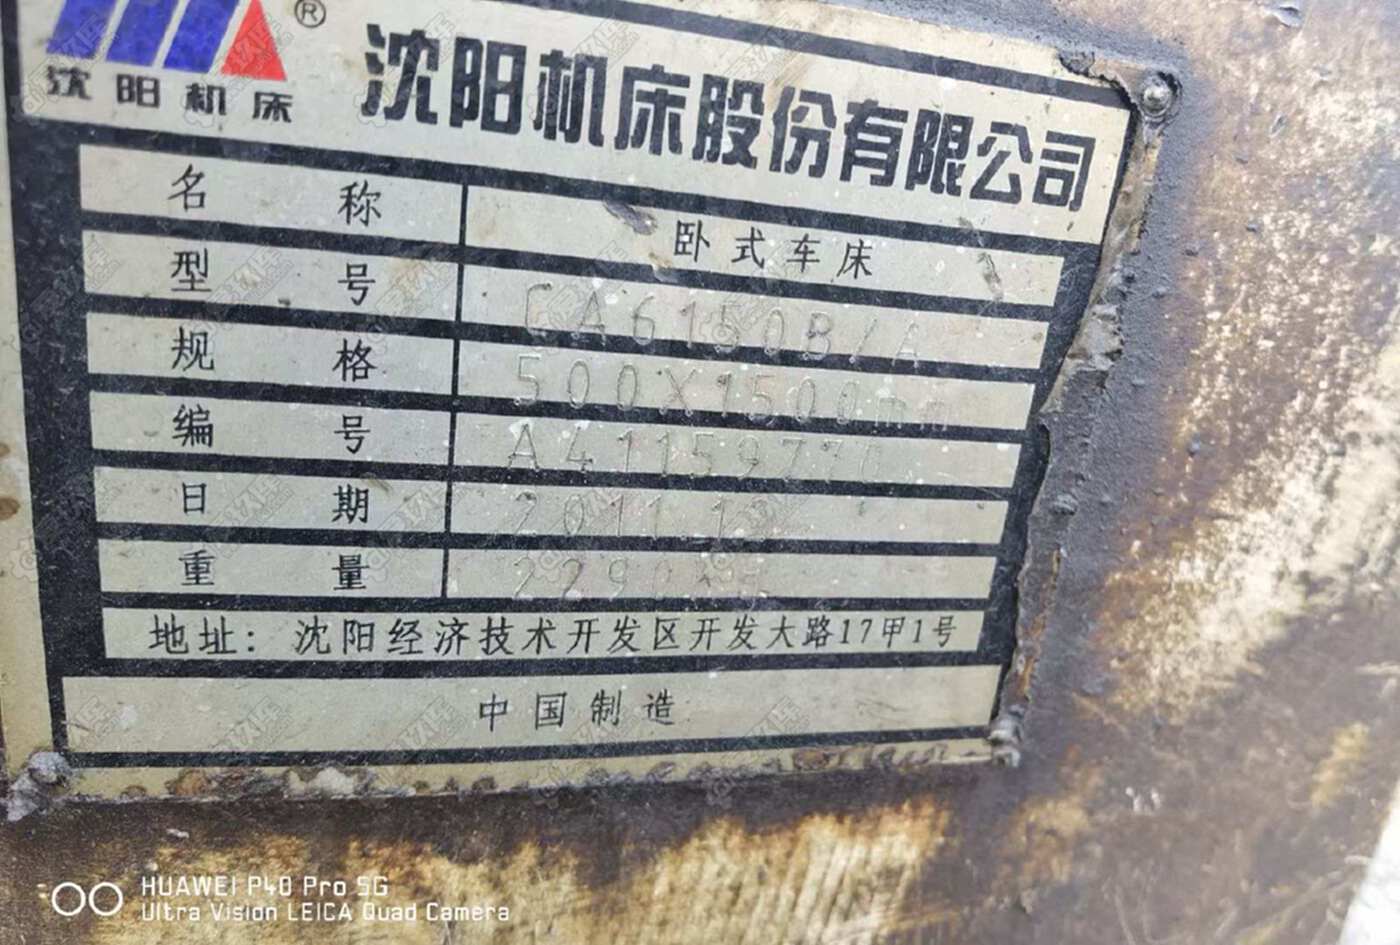 ®
沈阳机床
沈阳机床股份有限公司
名 称 卧式车床
型 号 CA6150B/A
规 格 500X1500mm
编 号 A41159770
日 期 2011.
重 量 2290KG
地址：沈阳经济技术开发区开发大路17甲1号
中国制造
HUAWEI P40 Pro 5G
Ultra Vision LEICA Quad Camera